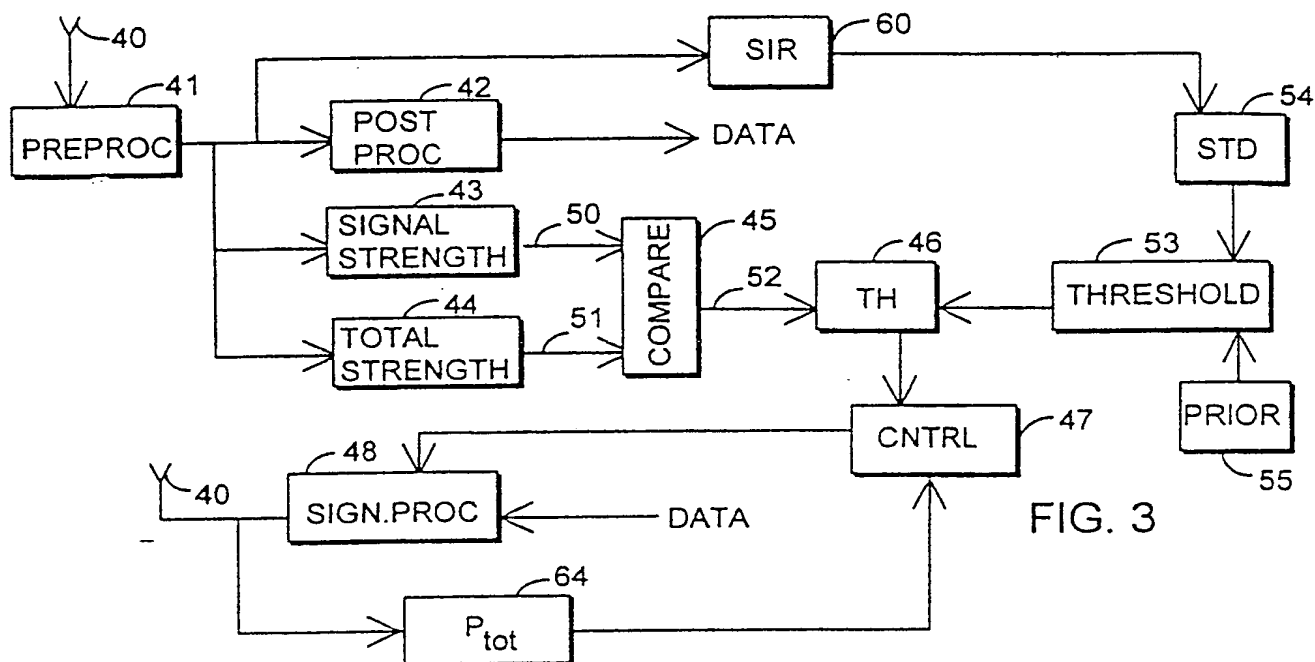 40
60
SIR
41
42
PREPROC
POST
PROC
DATA
54
STD
43
SIGNAL
STRENGTH
50
45
COMPARE
46
53
52
TH
THRESHOLD
44
TOTAL
STRENGTH
51
CNTRL
47
PRIOR
55
48
40
SIGN.PROC
DATA
FIG. 3
64
Ptot